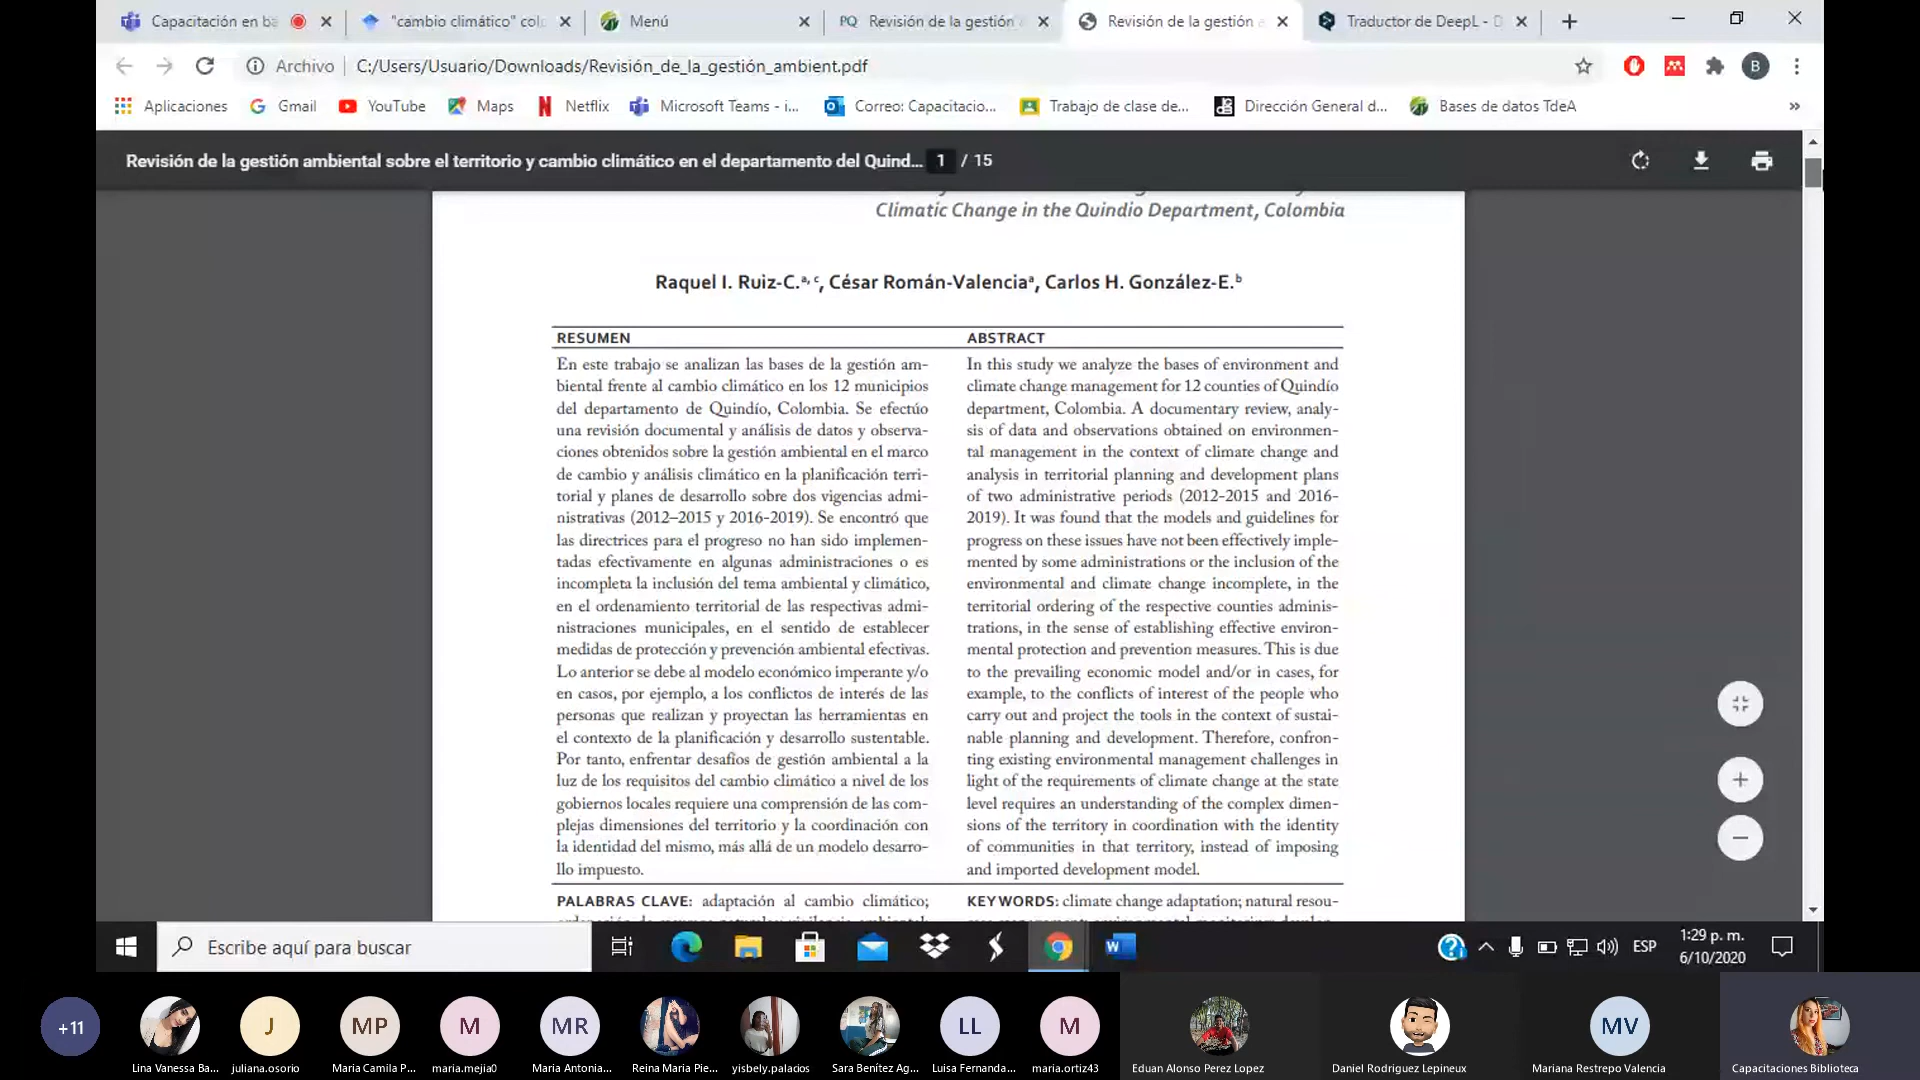 Capacitación en ba
"cambio climático" col
Menú
PQ Revisión de la gestión a
Revisión de la gestión a
Traductor de DeepL - D
Archivo C:/Users/Usuario/Downloads/Revisión_de_la_gestión_ambient.pdf
B
Aplicaciones
Gmail
YouTube
Maps
Netflix
Microsoft Teams - i...
Correo: Capacitacio...
Trabajo de clase de...
Dirección General d...
Bases de datos TdeA
»
Revisión de la gestión ambiental sobre el territorio y cambio climático en el departamento del Quind... 1 / 15
Climatic Change in the Quindio Department, Colombia
Raquel I. Ruiz-C.a, c, César Román-Valenciaa, Carlos H. González-E.b
RESUMEN
En este trabajo se analizan las bases de la gestión am-
biental frente al cambio climático en los 12 municipios
del departamento de Quindío, Colombia. Se efectúo
una revisión documental y análisis de datos y observa-
ciones obtenidos sobre la gestión ambiental en el marco
de cambio y análisis climático en la planificación terri-
torial y planes de desarrollo sobre dos vigencias admi-
nistrativas (2012–2015 y 2016-2019). Se encontró que
las directrices para el progreso no han sido implemen-
tadas efectivamente en algunas administraciones o es
incompleta la inclusión del tema ambiental y climático,
en el ordenamiento territorial de las respectivas admi-
nistraciones municipales, en el sentido de establecer
medidas de protección y prevención ambiental efectivas.
Lo anterior se debe al modelo económico imperante y/o
en casos, por ejemplo, a los conflictos de interés de las
personas que realizan y proyectan las herramientas en
el contexto de la planificación y desarrollo sustentable.
Por tanto, enfrentar desafíos de gestión ambiental a la
luz de los requisitos del cambio climático a nivel de los
gobiernos locales requiere una comprensión de las com-
plejas dimensiones del territorio y la coordinación con
la identidad del mismo, más allá de un modelo desarro-
llo impuesto.
PALABRAS CLAVE: adaptación al cambio climático;
ABSTRACT
In this study we analyze the bases of environment and
climate change management for 12 counties of Quindío
department, Colombia. A documentary review, analy-
sis of data and observations obtained on environmen-
tal management in the context of climate change and
analysis in territorial planning and development plans
of two administrative periods (2012-2015 and 2016-
2019). It was found that the models and guidelines for
progress on these issues have not been effectively imple-
mented by some administrations or the inclusion of the
environmental and climate change incomplete, in the
territorial ordering of the respective counties adminis-
trations, in the sense of establishing effective environ-
mental protection and prevention measures. This is due
to the prevailing economic model and/or in cases, for
example, to the conflicts of interest of the people who
carry out and project the tools in the context of sustai-
nable planning and development. Therefore, confron-
ting existing environmental management challenges in
light of the requirements of climate change at the state
level requires an understanding of the complex dimen-
sions of the territory in coordination with the identity
of communities in that territory, instead of imposing
and imported development model.
KEYWORDS: climate change adaptation; natural resou-
Escribe aquí para buscar
ESP
1:29 p. m.
6/10/2020
+11
J
MP
M
MR
LL
M
MV
Lina Vanessa Ba...
juliana.osorio
Maria Camila P...
maria.mejia0
Maria Antonia...
Reina Maria Pie...
yisbely.palacios
Sara Benítez Ag...
Luisa Fernanda...
maria.ortiz43
Eduan Alonso Perez Lopez
Daniel Rodriguez Lepineux
Mariana Restrepo Valencia
Capacitaciones Biblioteca